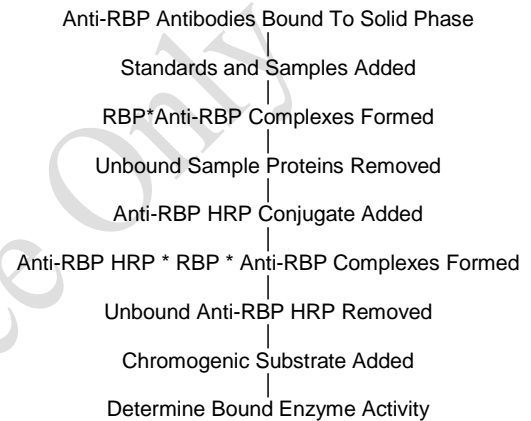 Anti-RBP Antibodies Bound To Solid Phase
Standards and Samples Added
RBP*Anti-RBP Complexes Formed
Unbound Sample Proteins Removed
Anti-RBP HRP Conjugate Added
Anti-RBP HRP * RBP * Anti-RBP Complexes Formed
Unbound Anti-RBP HRP Removed
Chromogenic Substrate Added
Determine Bound Enzyme Activity
Only